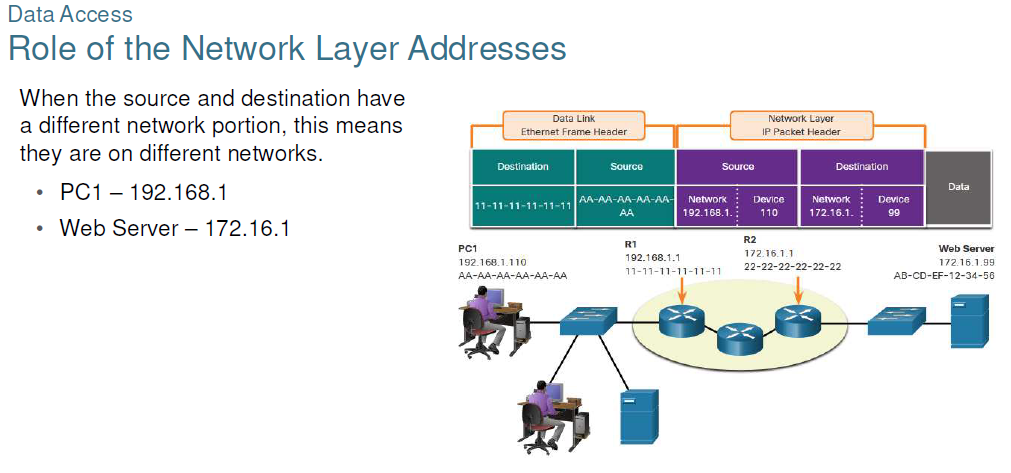 Data Access
Role of the Network Layer Addresses
When the source and destination have
a different network portion, this means
they are on different networks.
• PC1 – 192.168.1
• Web Server – 172.16.1
Data Link
Ethernet Frame Header
Network Layer
IP Packet Header
Destination
Source
Source
Destination
Data
11-11-11-11-11-11
AA-AA-AA-AA-AA-
AA
Network
192.168.1.
Device
110
Network
172.16.1.
Device
99
PC1
192.168.1.110
AA-AA-AA-AA-AA-AA
R1
192.168.1.1
11-11-11-11-11-11
R2
172.16.1.1
22-22-22-22-22-22
Web Server
172.16.1.99
AB-CD-EF-12-34-56